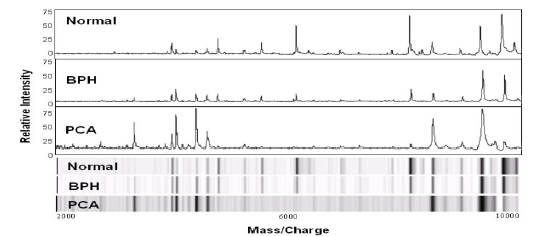 75
Normal
50
25
0
Relative Intensity
75
BPH
50
25
0
75
PCA
50
25
0
Normal
BPH
PCA
2000 6000 10000
Mass/Charge